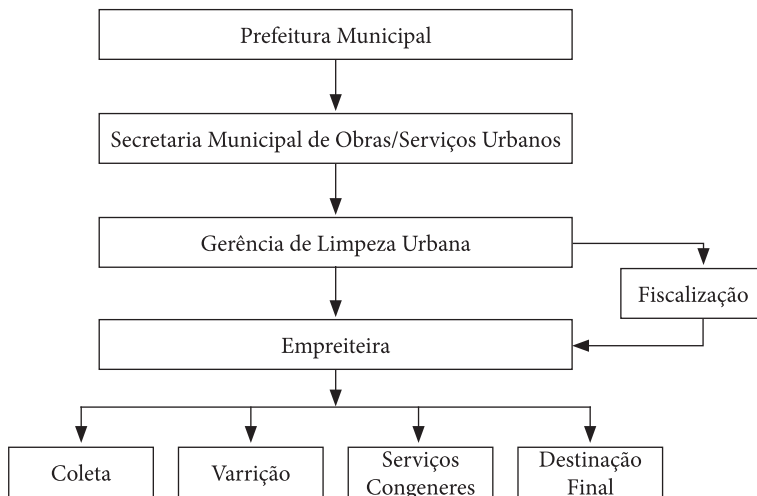 Prefeitura Municipal
Secretaria Municipal de Obras/Serviços Urbanos
Gerência de Limpeza Urbana
Fiscalização
Empreiteira
Coleta
Varrição
Serviços
Congeneres
Destinação
Final